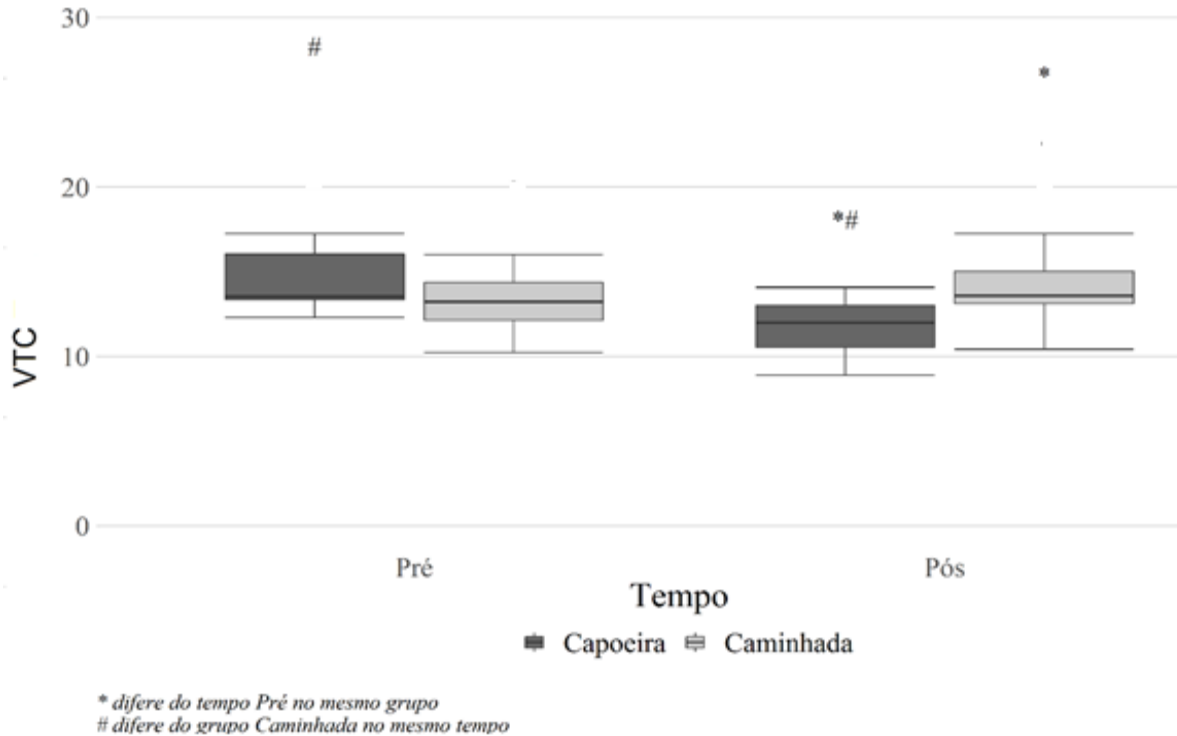 30
#
*
20
*#
10
VTC
0
Pré
Pós
Tempo
Capoeira
Caminhada
* difere do tempo Pré no mesmo grupo
# difere do grupo Caminhada no mesmo tempo